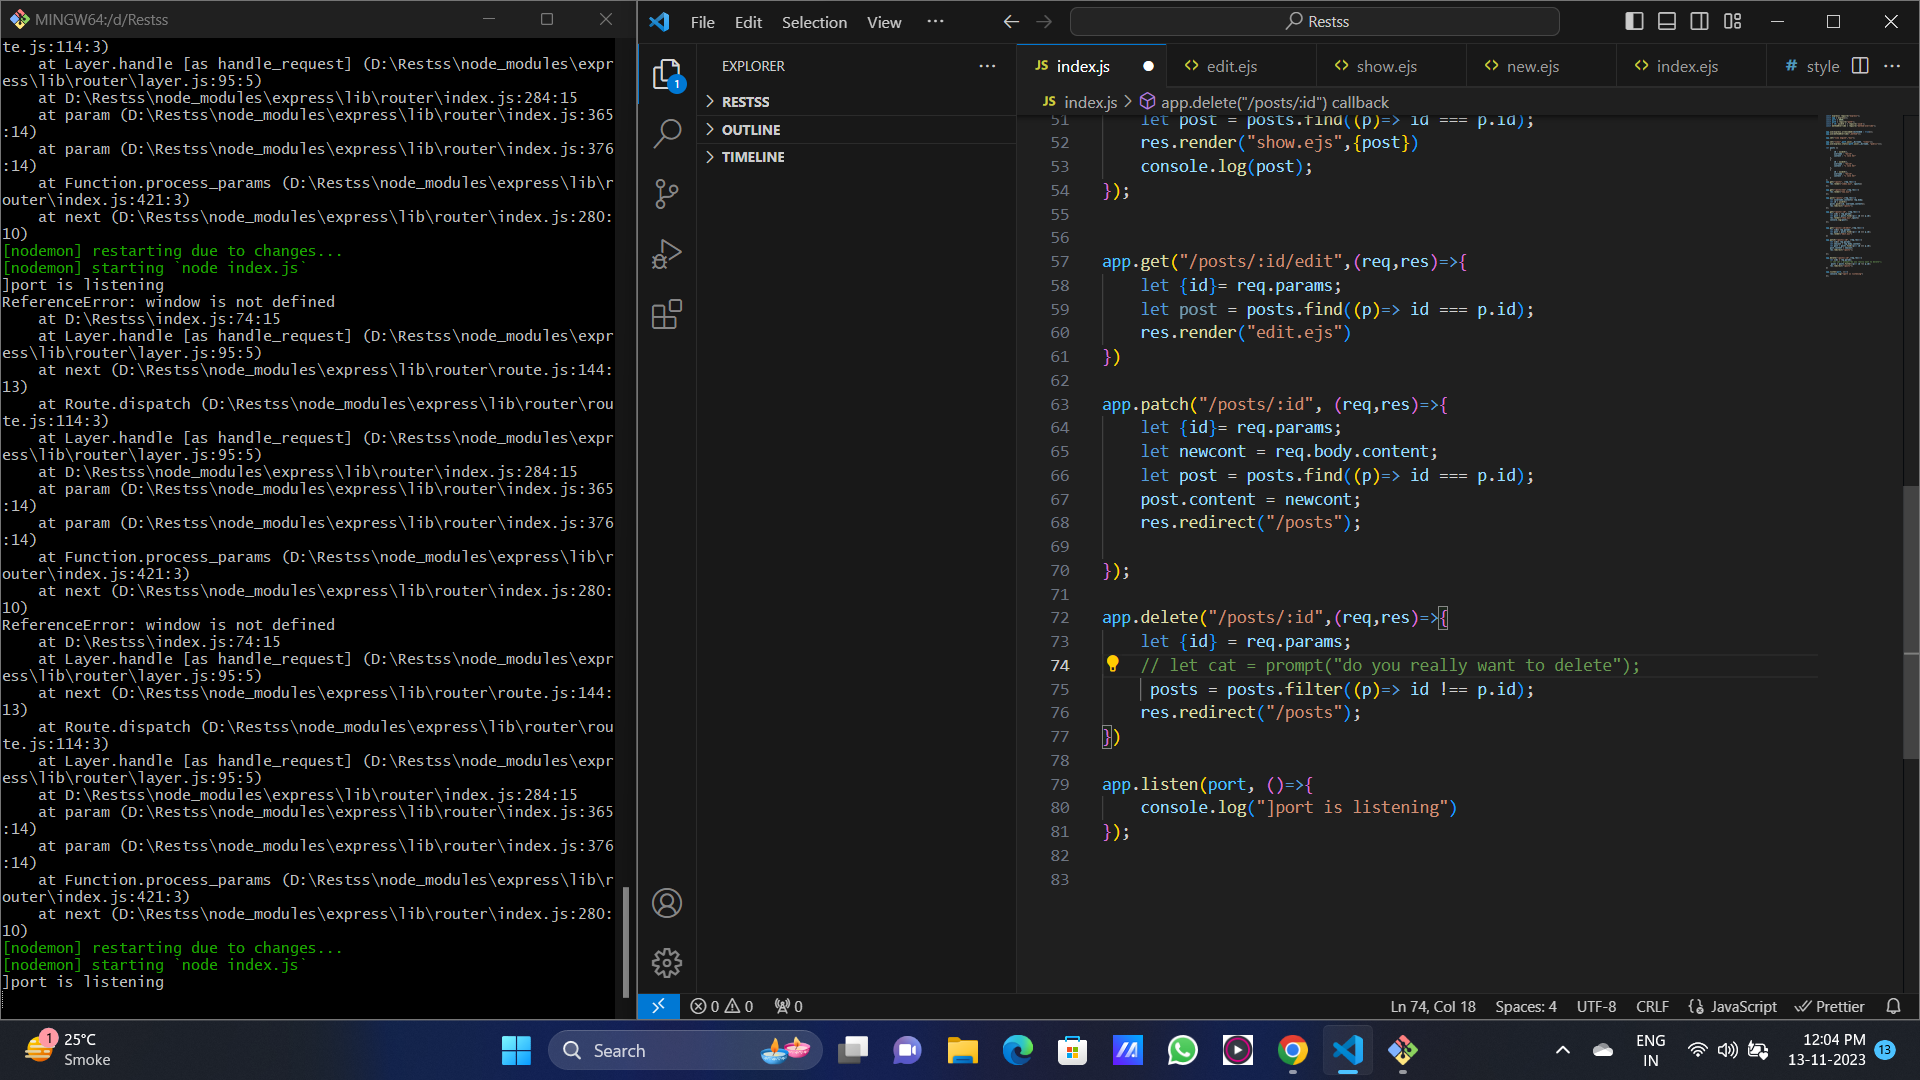 MINGW64:/d/Restss
te.js:114:3)
at Layer.handle [as handle_request] (D:\Restss\node_modules\expr
ess\lib\router\layer.js:95:5)
at D:\Restss\node_modules\express\lib\router\index.js:284:15
at param (D:\Restss\node_modules\express\lib\router\index.js:365
:14)
at param (D:\Restss\node_modules\express\lib\router\index.js:376
:14)
at Function.process_params (D:\Restss\node_modules\express\lib\r
outer\index.js:421:3)
at next (D:\Restss\node_modules\express\lib\router\index.js:280:
10)
[nodemon] restarting due to changes...
[nodemon] starting `node index.js`
]port is listening
ReferenceError: window is not defined
at D:\Restss\index.js:74:15
at Layer.handle [as handle_request] (D:\Restss\node_modules\expr
ess\lib\router\layer.js:95:5)
at next (D:\Restss\node_modules\express\lib\router\route.js:144:
13)
at Route.dispatch (D:\Restss\node_modules\express\lib\router\rou
te.js:114:3)
at Layer.handle [as handle_request] (D:\Restss\node_modules\expr
ess\lib\router\layer.js:95:5)
at D:\Restss\node_modules\express\lib\router\index.js:284:15
at param (D:\Restss\node_modules\express\lib\router\index.js:365
:14)
at param (D:\Restss\node_modules\express\lib\router\index.js:376
:14)
at Function.process_params (D:\Restss\node_modules\express\lib\r
outer\index.js:421:3)
at next (D:\Restss\node_modules\express\lib\router\index.js:280:
10)
ReferenceError: window is not defined
at D:\Restss\index.js:74:15
at Layer.handle [as handle_request] (D:\Restss\node_modules\expr
ess\lib\router\layer.js:95:5)
at next (D:\Restss\node_modules\express\lib\router\route.js:144:
13)
at Route.dispatch (D:\Restss\node_modules\express\lib\router\rou
te.js:114:3)
at Layer.handle [as handle_request] (D:\Restss\node_modules\expr
ess\lib\router\layer.js:95:5)
at D:\Restss\node_modules\express\lib\router\index.js:284:15
at param (D:\Restss\node_modules\express\lib\router\index.js:365
:14)
at param (D:\Restss\node_modules\express\lib\router\index.js:376
:14)
at Function.process_params (D:\Restss\node_modules\express\lib\r
outer\index.js:421:3)
at next (D:\Restss\node_modules\express\lib\router\index.js:280:
10)
[nodemon] restarting due to changes...
[nodemon] starting `node index.js`
]port is listening
File Edit Selection View ...
Restss
1
EXPLORER
RESTSS
OUTLINE
TIMELINE
JS index.js <> edit.ejs <> show.ejs <> new.ejs <> index.ejs # style
JS index.js > app.delete("/posts/:id") callback
51 let post = posts.find((p)=> id === p.id);
52 res.render("show.ejs",{post})
53 console.log(post);
54 });
55
56
57 app.get("/posts/:id/edit",(req,res)=>{
58 let {id}= req.params;
59 let post = posts.find((p)=> id === p.id);
60 res.render("edit.ejs")
61 })
62
63 app.patch("/posts/:id", (req,res)=>{
64 let {id}= req.params;
65 let newcont = req.body.content;
66 let post = posts.find((p)=> id === p.id);
67 post.content = newcont;
68 res.redirect("/posts");
69
70 });
71
72 app.delete("/posts/:id",(req,res)=>{
73 let {id} = req.params;
74 // let cat = prompt("do you really want to delete");
75 posts = posts.filter((p)=> id !== p.id);
76 res.redirect("/posts");
77 })
78
79 app.listen(port, ()=>{
80 console.log("]port is listening")
81 });
82
83
0 0 0
Ln 74, Col 18 Spaces: 4 UTF-8 CRLF {} JavaScript Prettier
1 25°C
Smoke
Search
ENG
IN
12:04 PM
13-11-2023
13